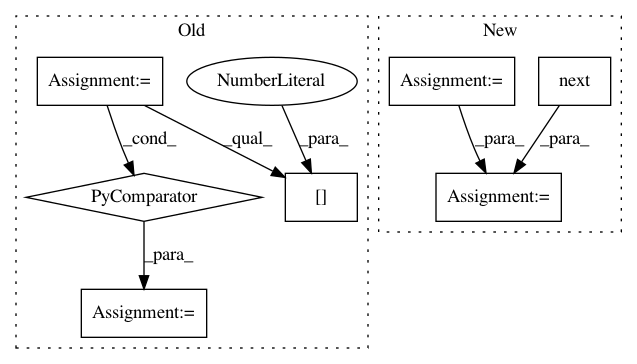 Old
New
Assignment:=
NumberLiteral
Assignment:=
next
_cond_
_qual_
_para_
_para_
_para_
PyComparator
[]
Assignment:=
_para_
Assignment:=